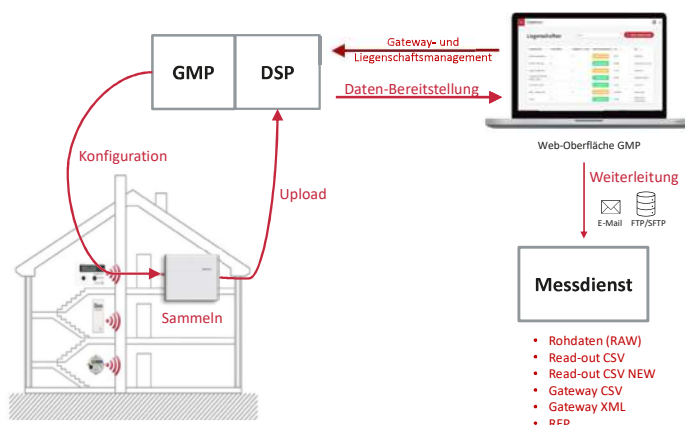 Gateway- und
Liegenschaftsmanagement
GMP
DSP
Daten-Bereitstellung
Liegenschaften
Web-Oberfläche GMP
Konfiguration
Upload
Weiterleitung
E-Mail
FTP/SFTP
Sammeln
Messdienst
• Rohdaten (RAW)
• Read-out CSV
• Read-out CSV NEW
• Gateway CSV
• Gateway XML